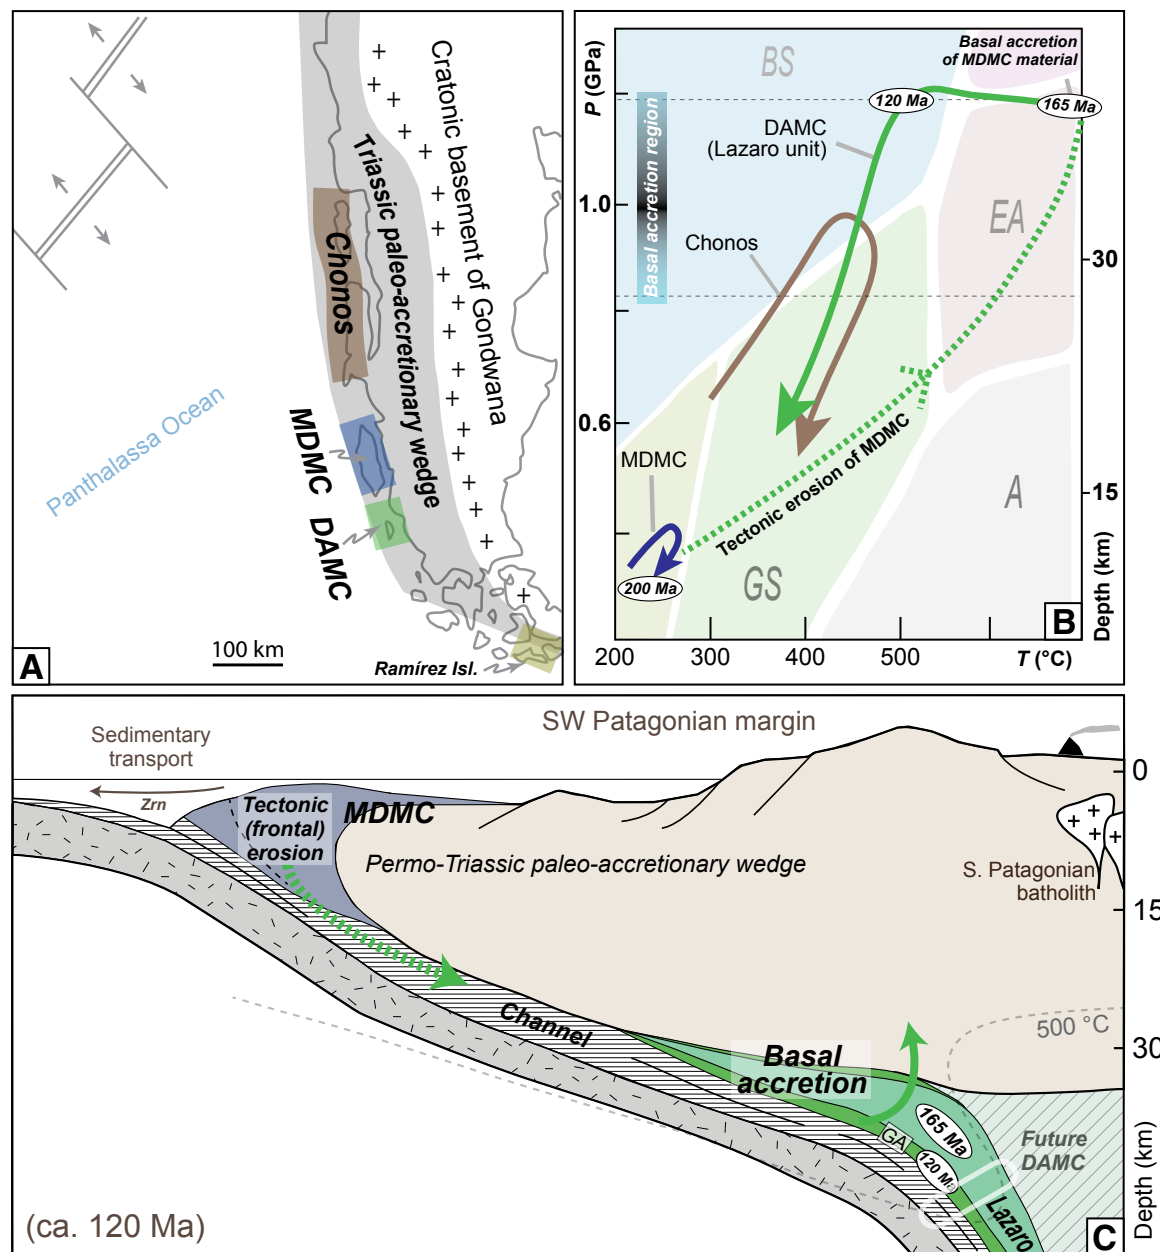 Cratonic basement of Gondwana
Triassic paleo-accretionary wedge
Chonos
MDMC
DAMC
Panthalassa Ocean
100 km
Ramírez Isl.
A
P (GPa)
1.0
0.6
BS
Basal accretion
of MDMC material
120 Ma
165 Ma
DAMC
(Lazaro unit)
Basal accretion region
EA
Chonos
30
MDMC
Tectonic erosion of MDMC
A
15
200 Ma
GS
Depth (km)
B
200
300
400
500
T (°C)
SW Patagonian margin
Sedimentary
transport
Zrn
Tectonic
(frontal)
erosion
MDMC
Permo-Triassic paleo-accretionary wedge
S. Patagonian
batholith
0
15
30
Depth (km)
Channel
500 °C
Basal
accretion
GA
165 Ma
120 Ma
Future
DAMC
Lazaro
(ca. 120 Ma)
C